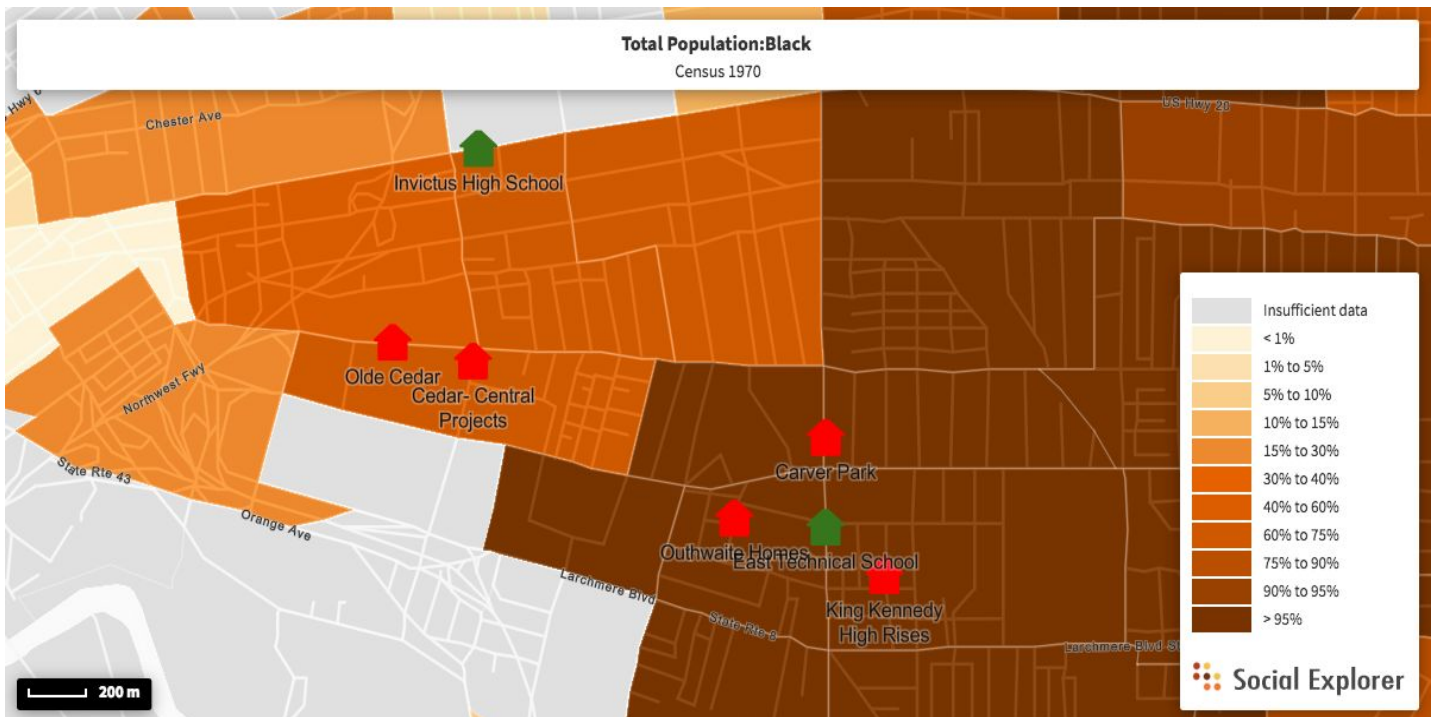 Total Population:Black
Census 1970
US Hwy 20
Chester Ave
Invictus High School
Insufficient data
< 1%
1% to 5%
5% to 10%
10% to 15%
15% to 30%
30% to 40%
40% to 60%
60% to 75%
75% to 90%
90% to 95%
> 95%
Olde Cedar
Cedar- Central
Projects
Northwest Fwy
Carver Park
State Rte 43
Orange Ave
Outhwaite Homes
East Technical School
Larchmere Blvd
King Kennedy
High Rises
State Rte 8
Larchmere Blvd
Social Explorer
200 m